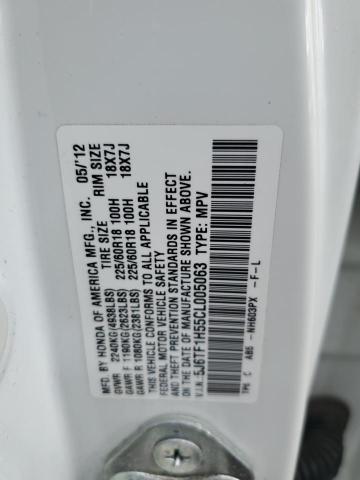 MFD. BY HONDA OF AMERICA MFG., INC. 05/'12
TIRE SIZE RIM SIZE
GVWR 2240KG(4938LBS)
GAWR F 1190KG(2623LBS) 225/60R18 100H 18X7J
GAWR R 1080KG(2381LBS) 225/60R18 100H 18X7J
THIS VEHICLE CONFORMS TO ALL APPLICABLE
FEDERAL MOTOR VEHICLE SAFETY
AND THEFT PREVENTION STANDARDS IN EFFECT
ON THE DATE OF MANUFACTURE SHOWN ABOVE.
V.I.N.: 5J6TF1H55CL005063 TYPE: MPV
TP6 C AB5 -NH603PX -F-L